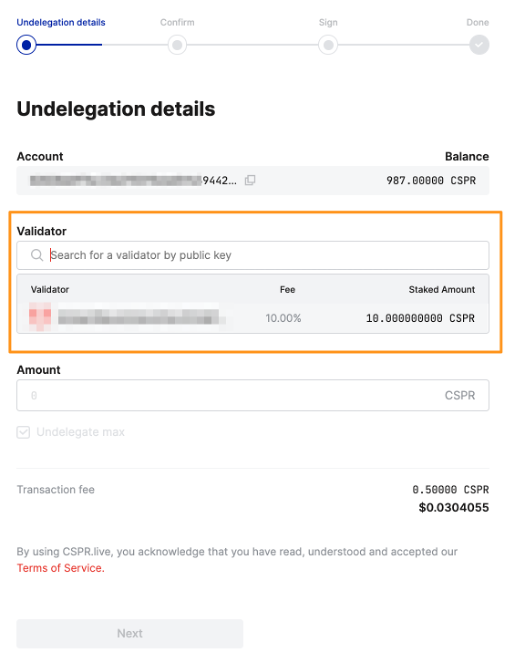 Undelegation details Confirm Sign Done
Undelegation details
Account Balance
9442... 987.00000 CSPR
Validator
Search for a validator by public key
Validator Fee Staked Amount
10.00% 10.000000000 CSPR
Amount
0 CSPR
Undelegate max
Transaction fee 0.50000 CSPR
$0.0304055
By using CSPR.live, you acknowledge that you have read, understood and accepted our
Terms of Service.
Next